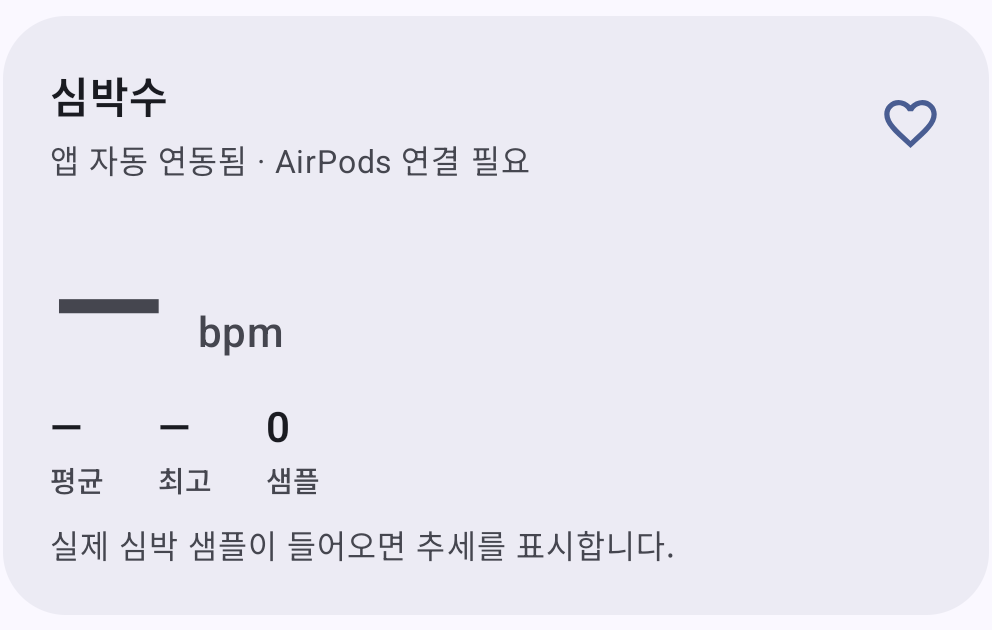 심박수
앱 자동 연동됨 · AirPods 연결 필요
— bpm
– – 0
평균 최고 샘플
실제 심박 샘플이 들어오면 추세를 표시합니다.